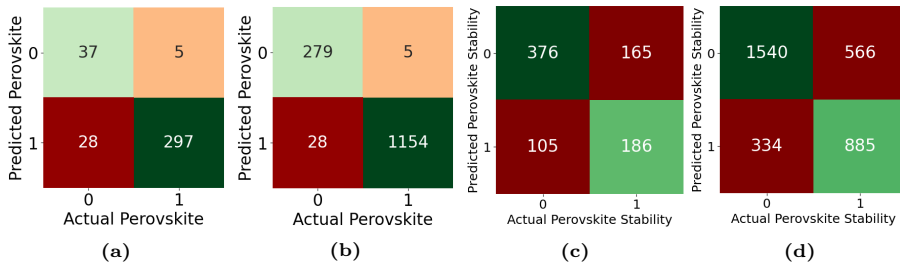 Predicted Perovskite
0
1
37 5
28 297
0 1
Actual Perovskite
(a)
Predicted Perovskite
0
1
279 5
28 1154
0 1
Actual Perovskite
(b)
Predicted Perovskite Stability
0
1
376 165
105 186
0 1
Actual Perovskite Stability
(c)
Predicted Perovskite Stability
0
1
1540 566
334 885
0 1
Actual Perovskite Stability
(d)